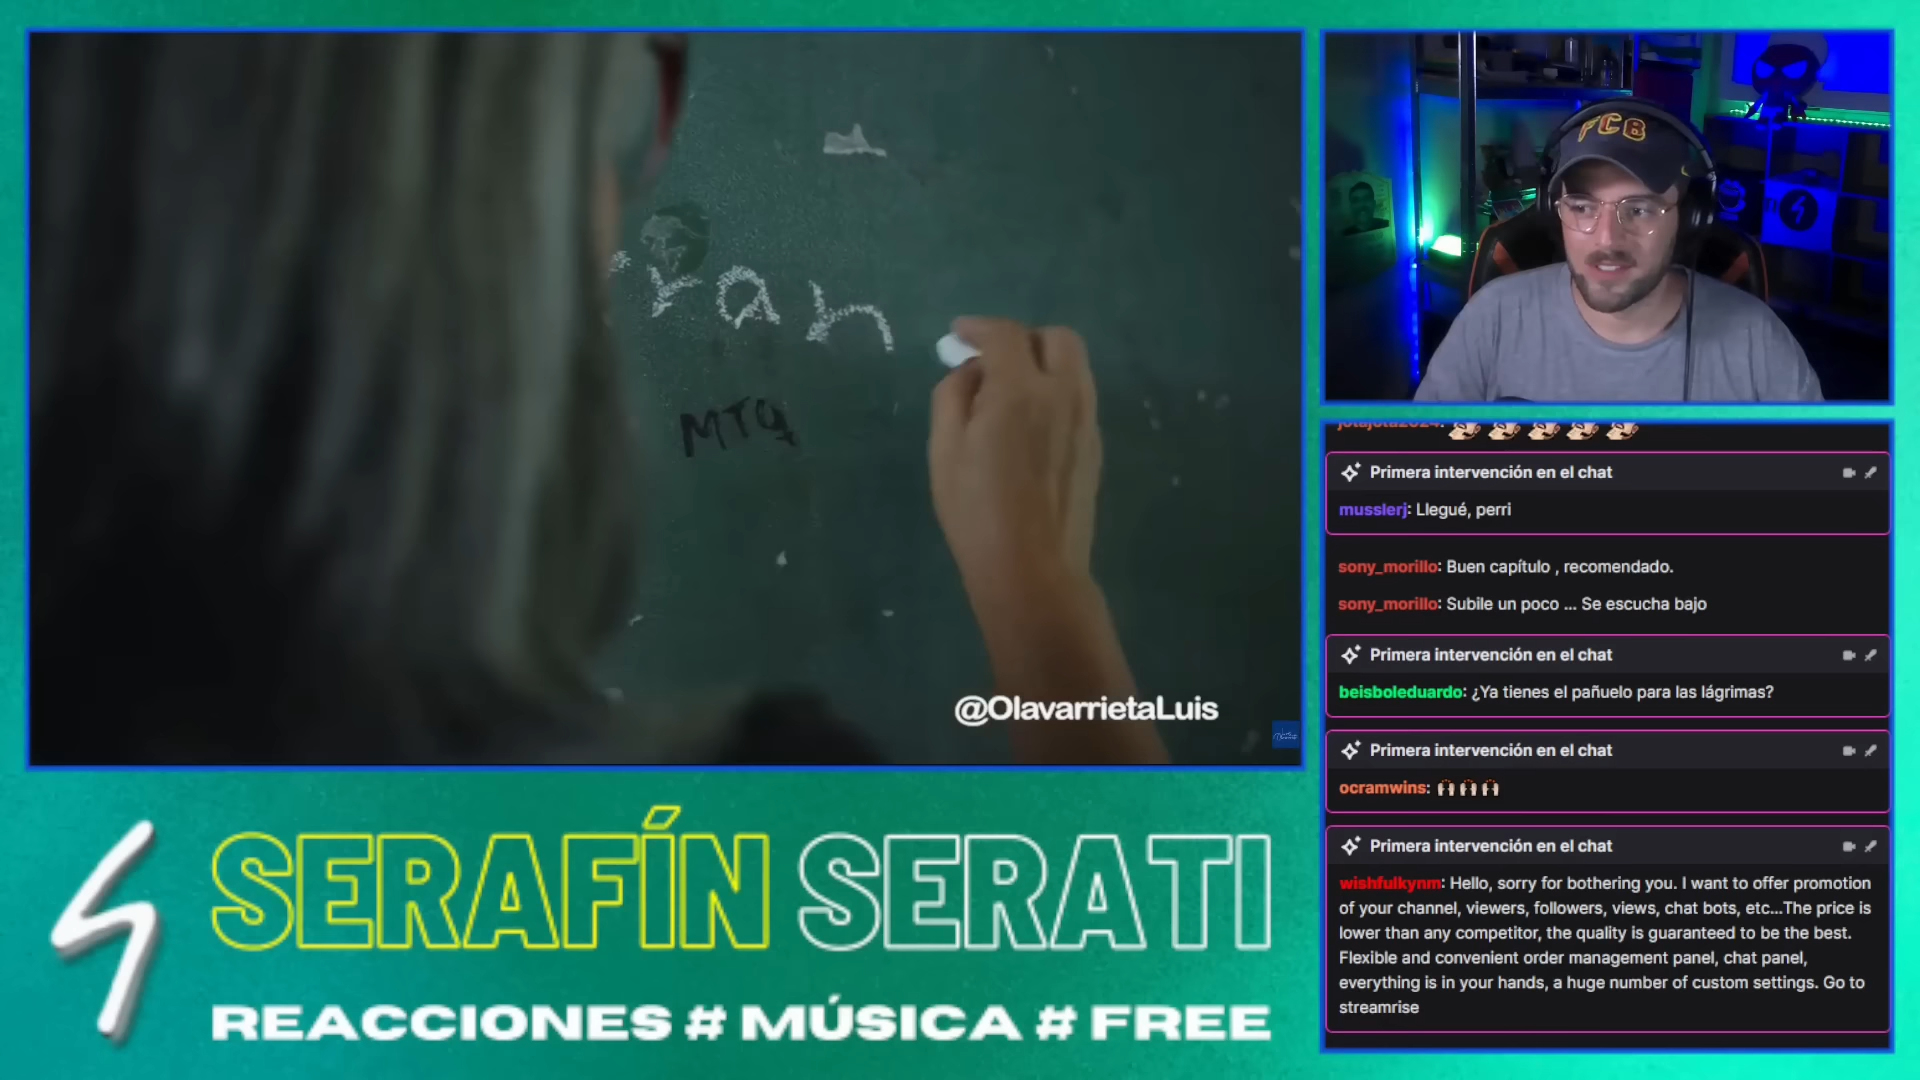 FCB
ran
MTQ
@OlavarrietaLuis
SERAFÍN SERATI
REACCIONES # MÚSICA # FREE
Primera intervención en el chat
musslerj: Llegué, perri
sony_morillo: Buen capítulo , recomendado.
sony_morillo: Subile un poco ... Se escucha bajo
Primera intervención en el chat
beisboleduardo: ¿Ya tienes el pañuelo para las lágrimas?
Primera intervención en el chat
ocramwins: 🙌🏻🙌🏻🙌🏻
Primera intervención en el chat
wishfulkynm: Hello, sorry for bothering you. I want to offer promotion
of your channel, viewers, followers, views, chat bots, etc...The price is
lower than any competitor, the quality is guaranteed to be the best.
Flexible and convenient order management panel, chat panel,
everything is in your hands, a huge number of custom settings. Go to
streamrise